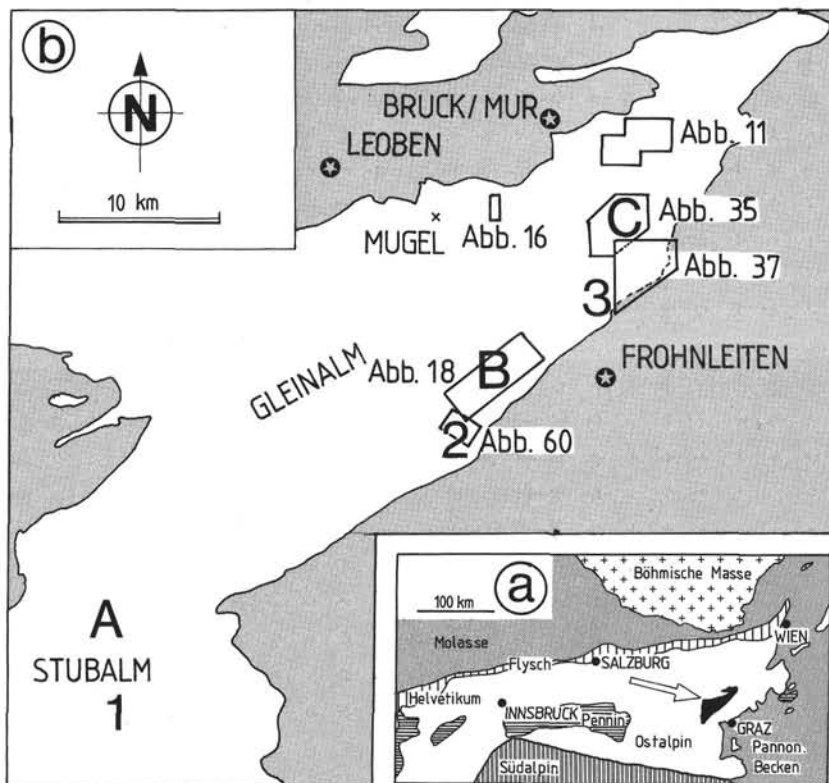 b
N
10 km
BRUCK/MUR
LEOBEN
Abb. 11
MUGEL
Abb. 16
C
Abb. 35
Abb. 37
3
GLEINALM
Abb. 18
B
FROHNLEITEN
2
Abb. 60
A
STUBALM
1
a
100 km
Böhmische Masse
Molasse
WIEN
Flysch
SALZBURG
Helvetikum
INNSBRUCK
Pennin
GRAZ
Ostalpin
Pannon.
Becken
Südalpin